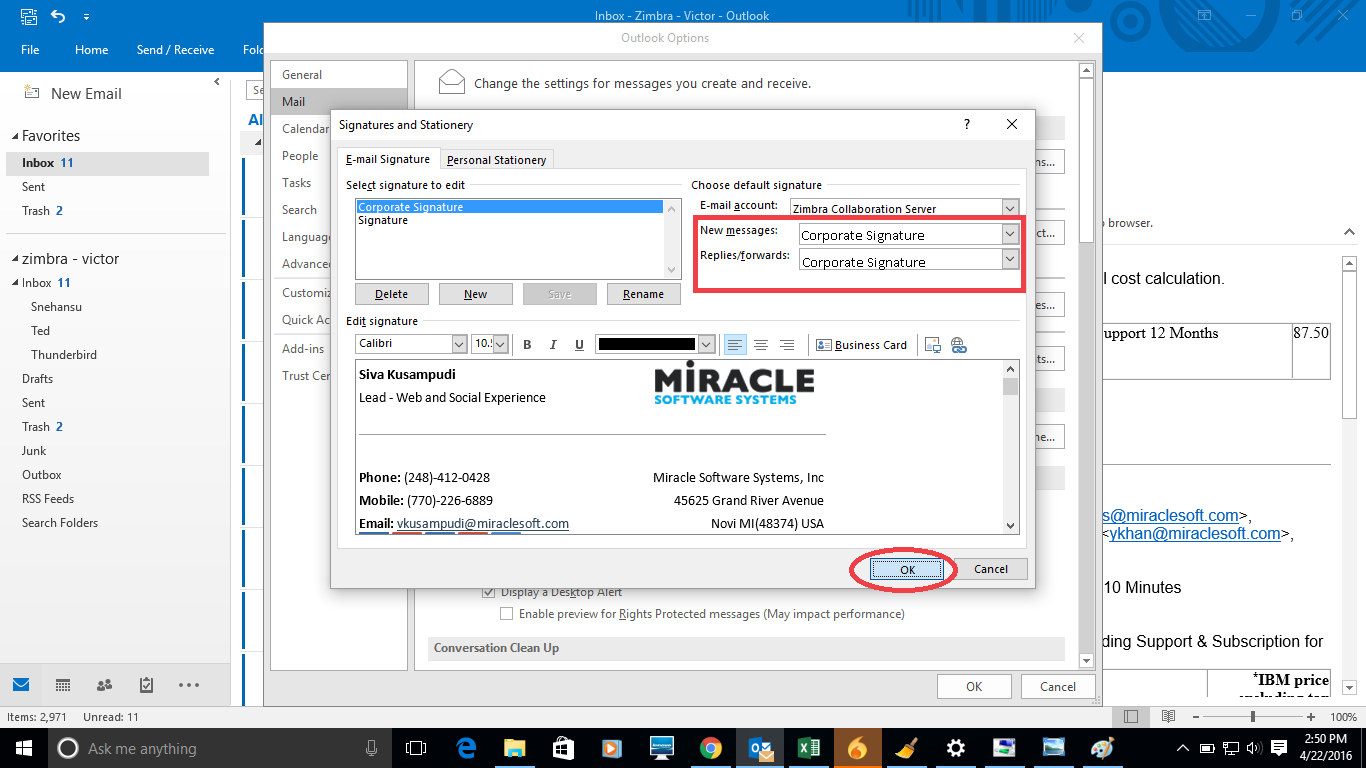 Inbox - Zimbra - Victor - Outlook
File Home Send / Receive
Outlook Options
New Email
Favorites
Inbox 11
Sent
Trash 2
zimbra - victor
Inbox 11
Snehansu
Ted
Thunderbird
Drafts
Sent
Trash 2
Junk
Outbox
RSS Feeds
Search Folders
General
Mail
Calendar
People
Tasks
Search
Advanced
Quick Ac
Add-ins
Change the settings for messages you create and receive.
Signatures and Stationery
?
E-mail Signature Personal Stationery
Select signature to edit
Corporate Signature
Signature
Delete New Save Rename
Choose default signature
E-mail account: Zimbra Collaboration Server
New messages: Corporate Signature
Replies/forwards: Corporate Signature
Edit signature
Calibri 10.5 B I U Business Card
Siva Kusampudi
Lead - Web and Social Experience
MiRACLE
SOFTWARE SYSTEMS
Phone: (248)-412-0428 Miracle Software Systems, Inc
Mobile: (770)-226-6889 45625 Grand River Avenue
Email: vkusampudi@miraclesoft.com Novi MI(48374) USA
OK Cancel
Display a Desktop Alert
Enable preview for Rights Protected messages (May impact performance)
Conversation Clean Up
OK Cancel
browser.
l cost calculation.
upport 12 Months 87.50
s@miraclesoft.com>,
<ykhan@miraclesoft.com>,
10 Minutes
ding Support & Subscription for
*IBM price
including tax
Items: 2,971 Unread: 11
100%
Ask me anything
2:50 PM
4/22/2016